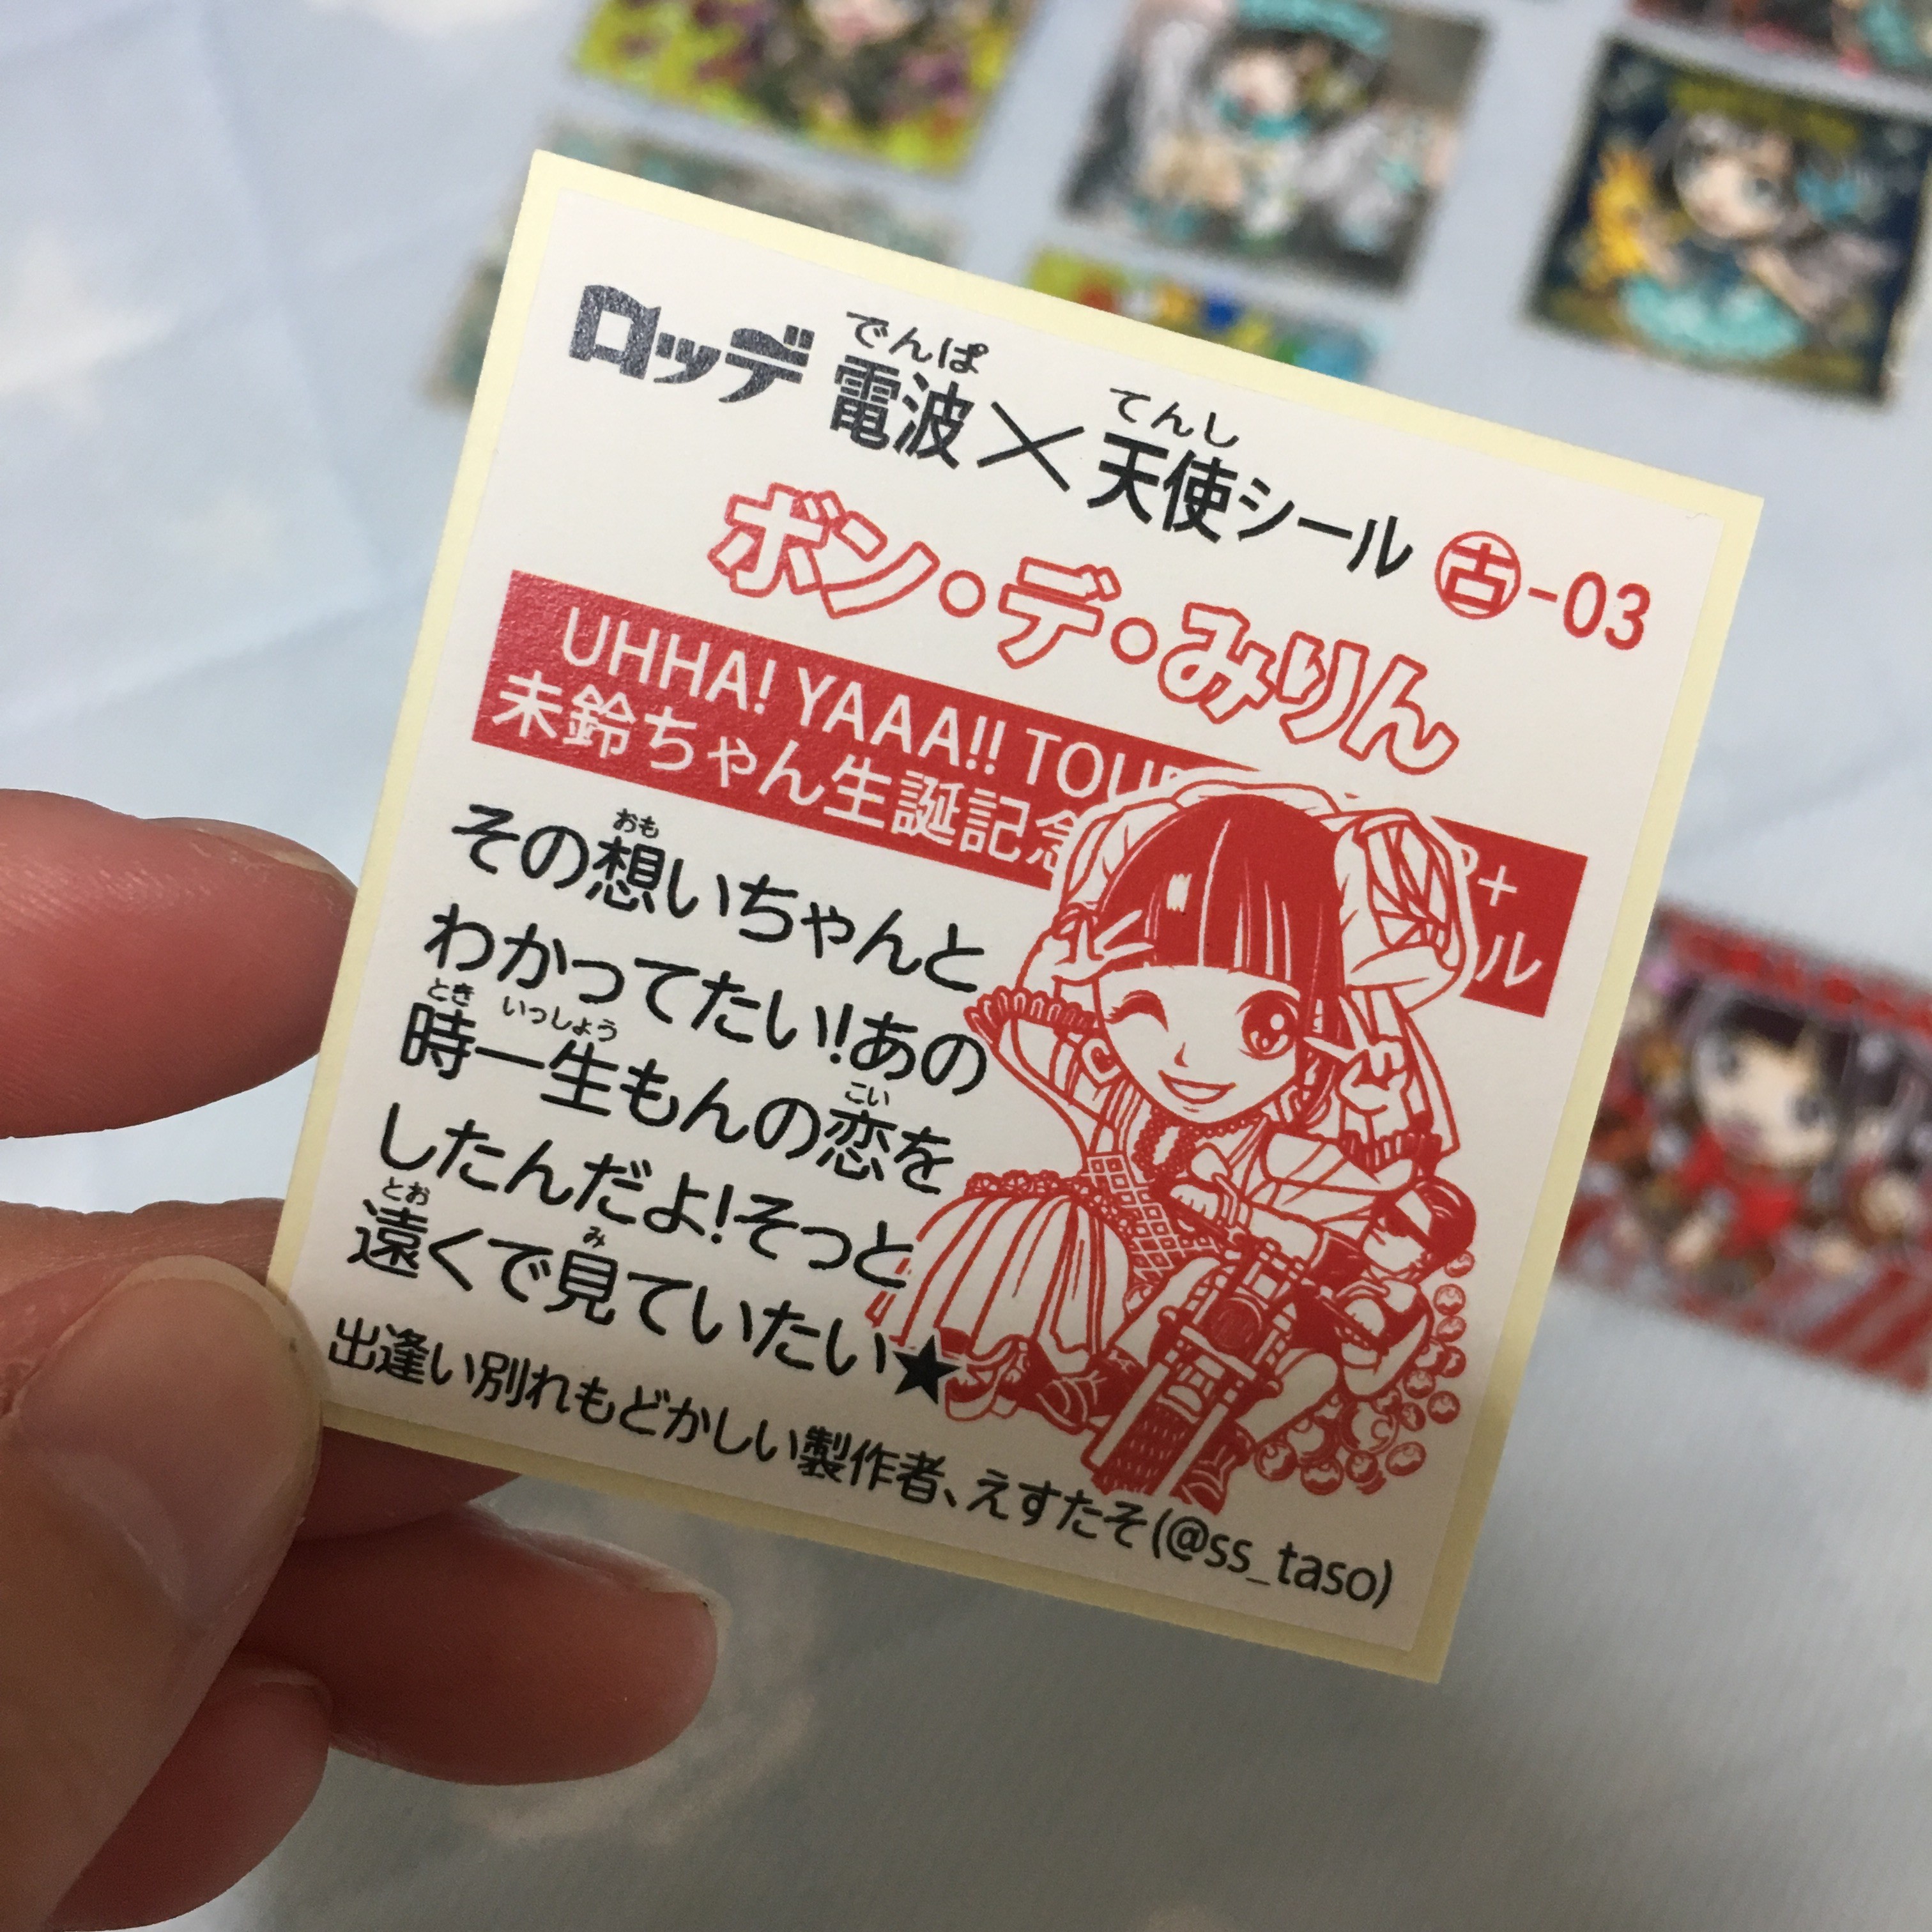 ロッデ 電波×天使シール 古-03
でんぱ てんし
ボン・デ・みりん
UHHA! YAAA!! TOUR
未鈴ちゃん生誕記念
その想いちゃんと
おも
わかってたい!あの
時一生もんの恋を
とき いっしょう こい
したんだよ!そっと
遠くで見ていたい★
とお み
出逢い別れもどかしい製作者、えすたそ(@ss_taso)